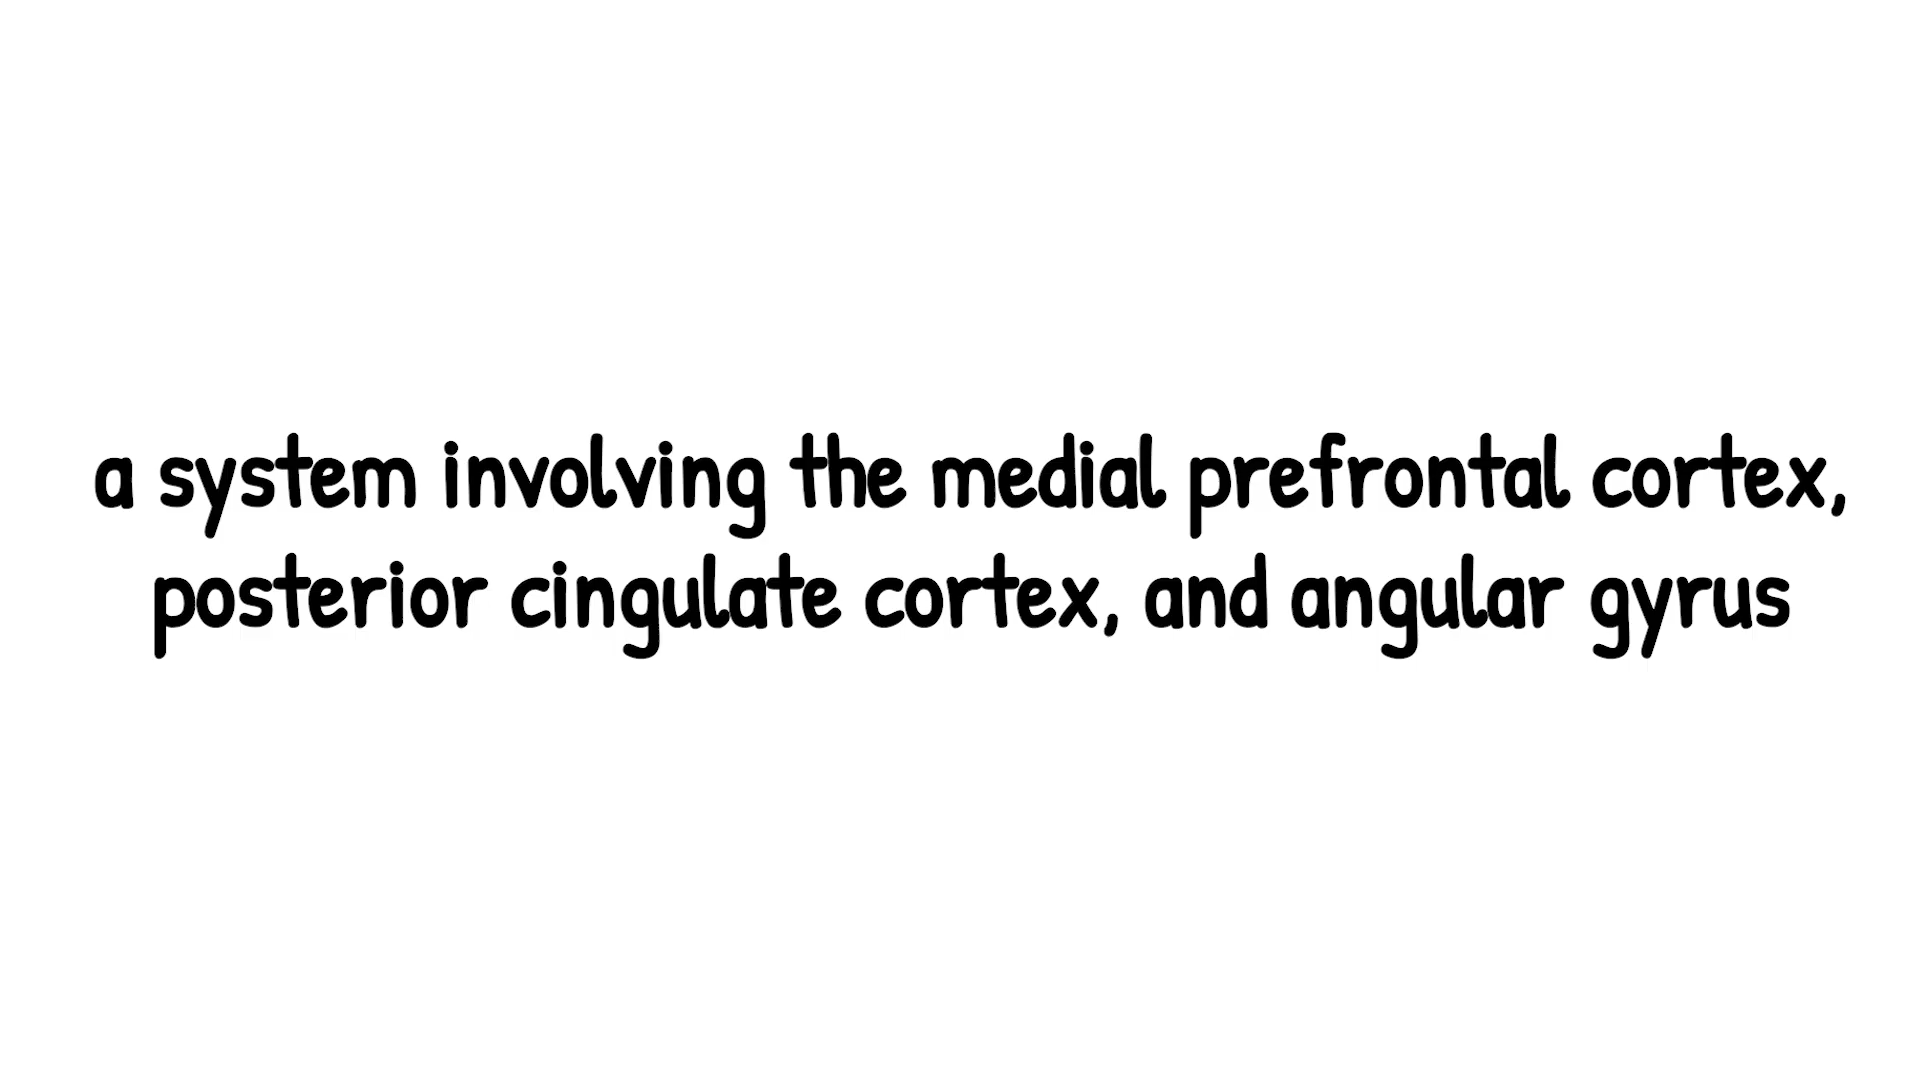 a system involving the medial prefrontal cortex,
posterior cingulate cortex, and angular gyrus